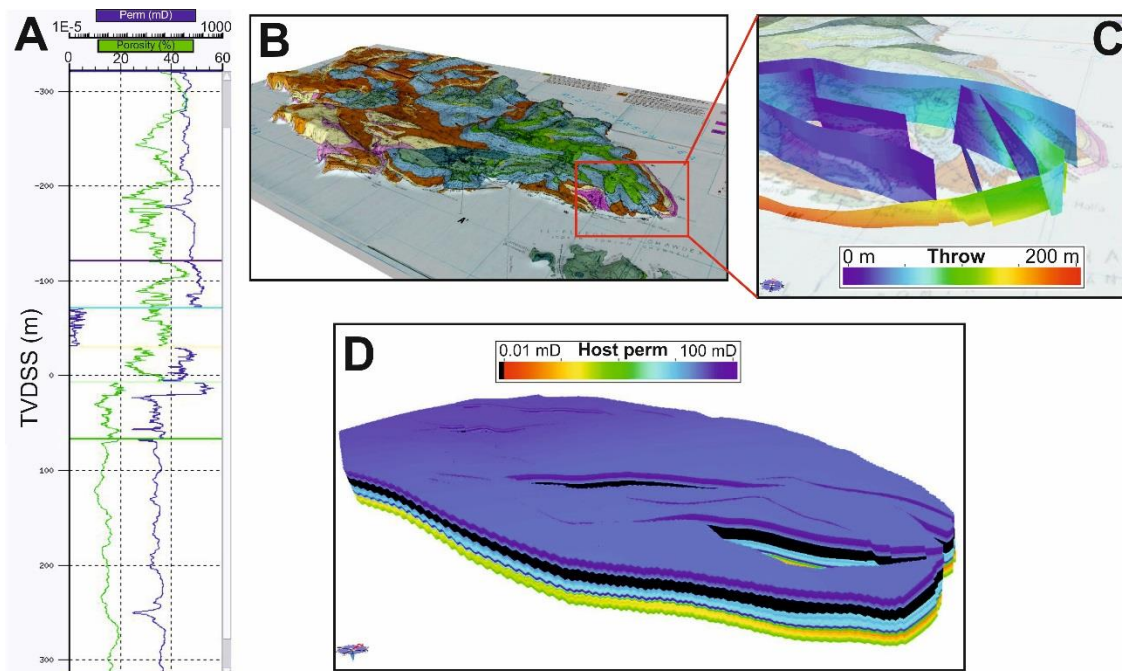 A
Perm (mD)
1E-5
1000
Porosity (%)
0
20
40
60
-300
-200
-100
0
100
200
300
TVDSS (m)
B
A'
C
0 m
Throw
200 m
D
0.01 mD
Host perm
100 mD